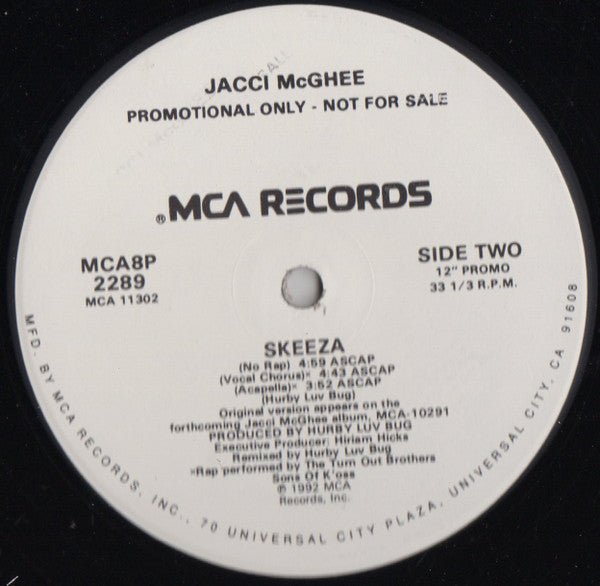 JACCI McGHEE
PROMOTIONAL ONLY - NOT FOR SALE
®MCA RECORDS
MCA8P
2289
MCA 11302
SIDE TWO
12" PROMO
33 1/3 R.P.M.
SKEEZA
(No Rap) 4:59 ASCAP
(Vocal Chorus)× 4:43 ASCAP
(Acapella)× 3:52 ASCAP
(Hurby Luv Bug)
Original version appears on the
forthcoming Jacci McGhee album, MCA-10291
PRODUCED BY HURBY LUV BUG
Executive Producer: Hiriam Hicks
Remixed by Hurby Luv Bug
×Rap performed by The Turn Out Brothers
Sons Of K'oss
℗ 1992 MCA
Records, Inc.
MFD. BY MCA RECORDS, INC., 70 UNIVERSAL CITY PLAZA, UNIVERSAL CITY, CA 91608